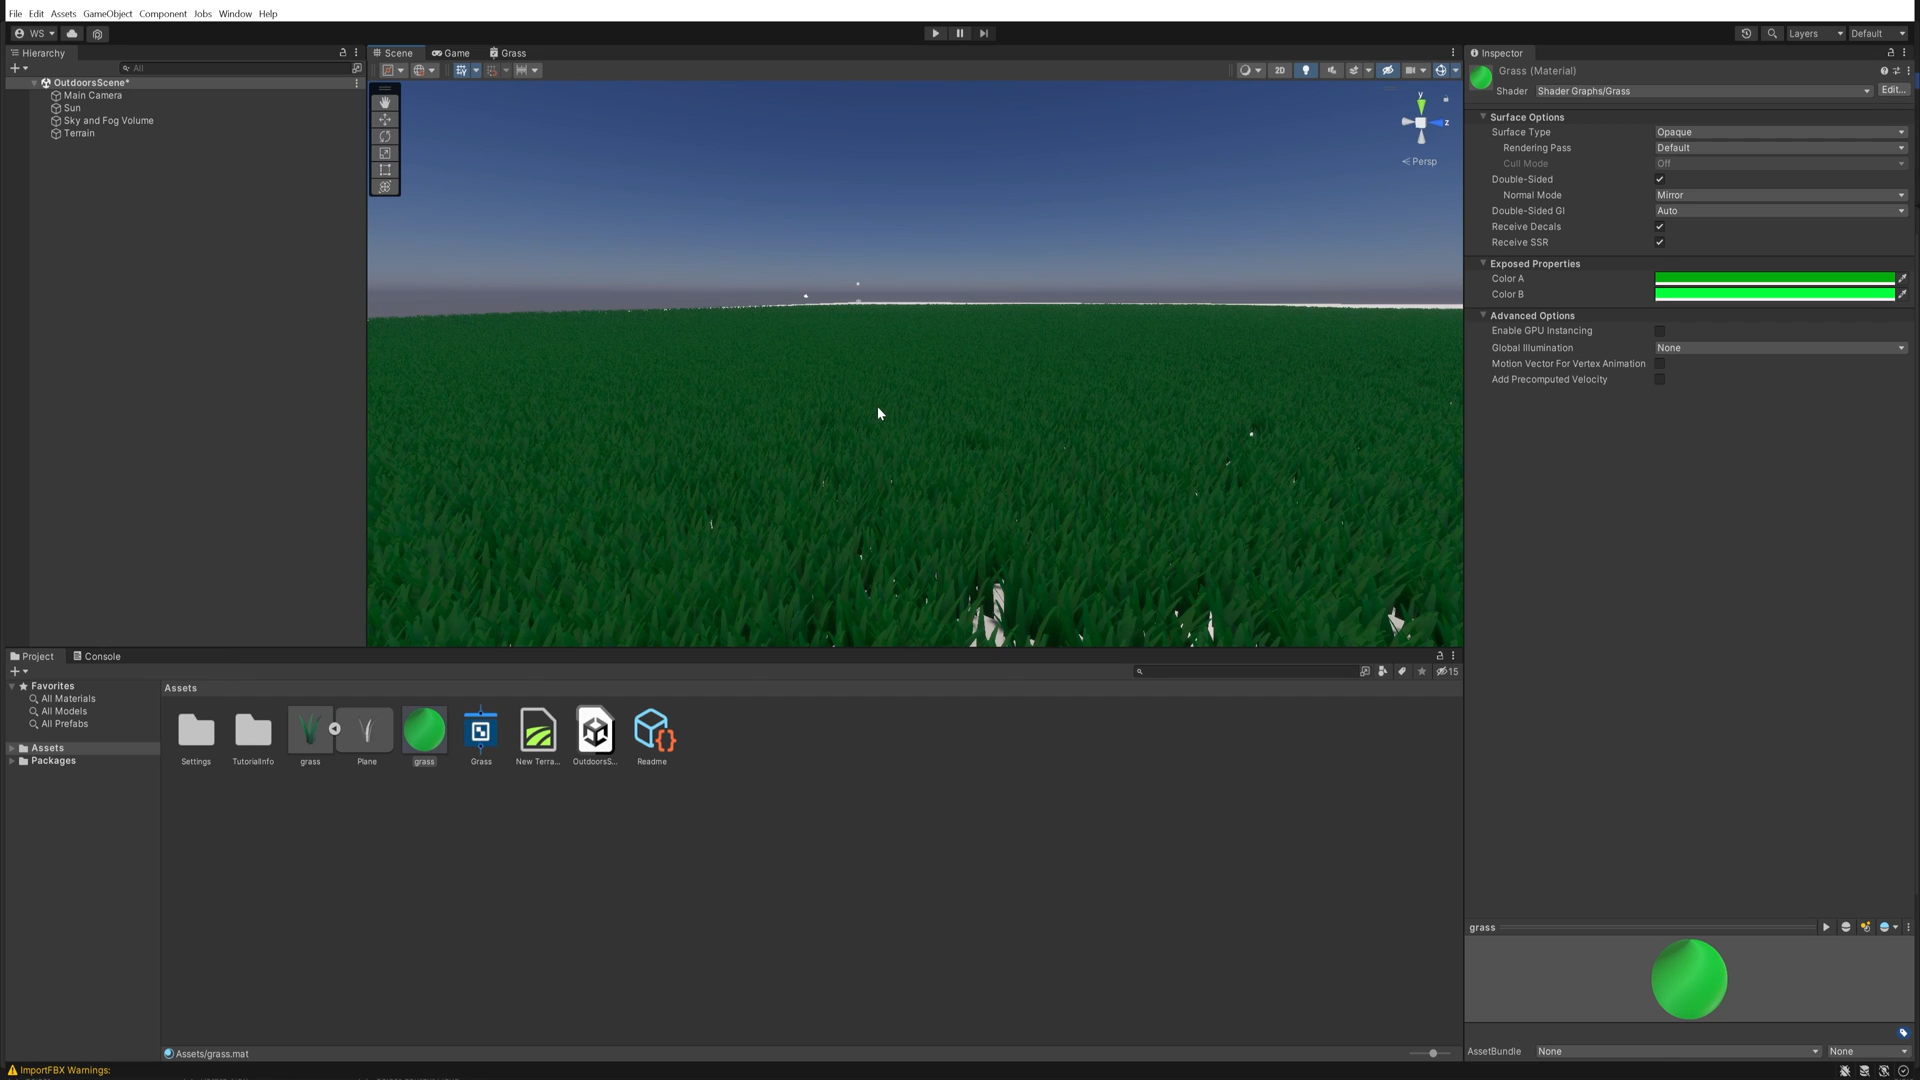 File Edit Assets GameObject Component Jobs Window Help
WS
Layers
Default
Hierarchy
All
OutdoorsScene*
Main Camera
Sun
Sky and Fog Volume
Terrain
Scene
Game
Grass
2D
y
z
Persp
Inspector
Grass (Material)
Shader
Shader Graphs/Grass
Edit...
Surface Options
Surface Type
Opaque
Rendering Pass
Default
Cull Mode
Off
Double-Sided
Normal Mode
Mirror
Double-Sided GI
Auto
Receive Decals
Receive SSR
Exposed Properties
Color A
Color B
Advanced Options
Enable GPU Instancing
Global Illumination
None
Motion Vector For Vertex Animation
Add Precomputed Velocity
Project
Console
15
Favorites
All Materials
All Models
All Prefabs
Assets
Packages
Assets
Settings
TutorialInfo
grass
Plane
grass
Grass
New Terra...
OutdoorsS...
Readme
Assets/grass.mat
grass
AssetBundle
None
None
ImportFBX Warnings: